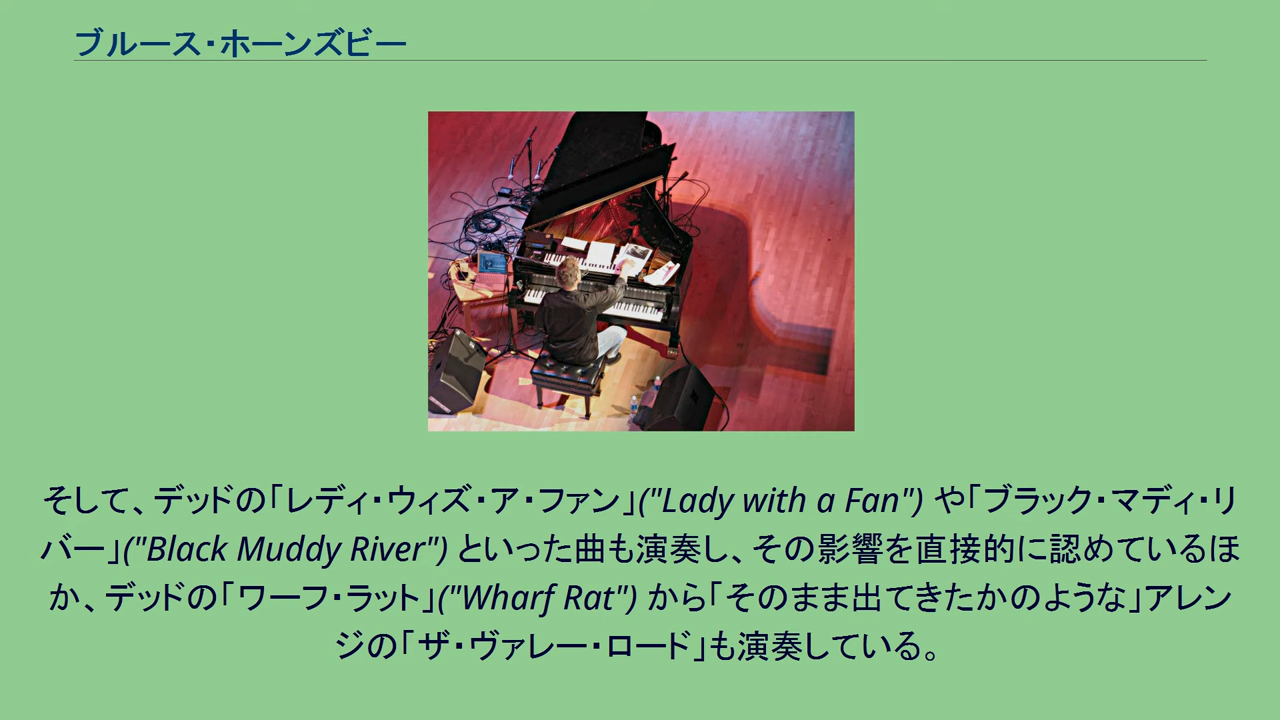 ブルース・ホーンズビー
そして、デッドの「レディ・ウィズ・ア・ファン」("Lady with a Fan") や「ブラック・マディ・リ
バー」("Black Muddy River") といった曲も演奏し、その影響を直接的に認めているほ
か、デッドの「ワーフ・ラット」("Wharf Rat") から「そのまま出てきたかのような」アレン
ジの「ザ・ヴァレー・ロード」も演奏している。